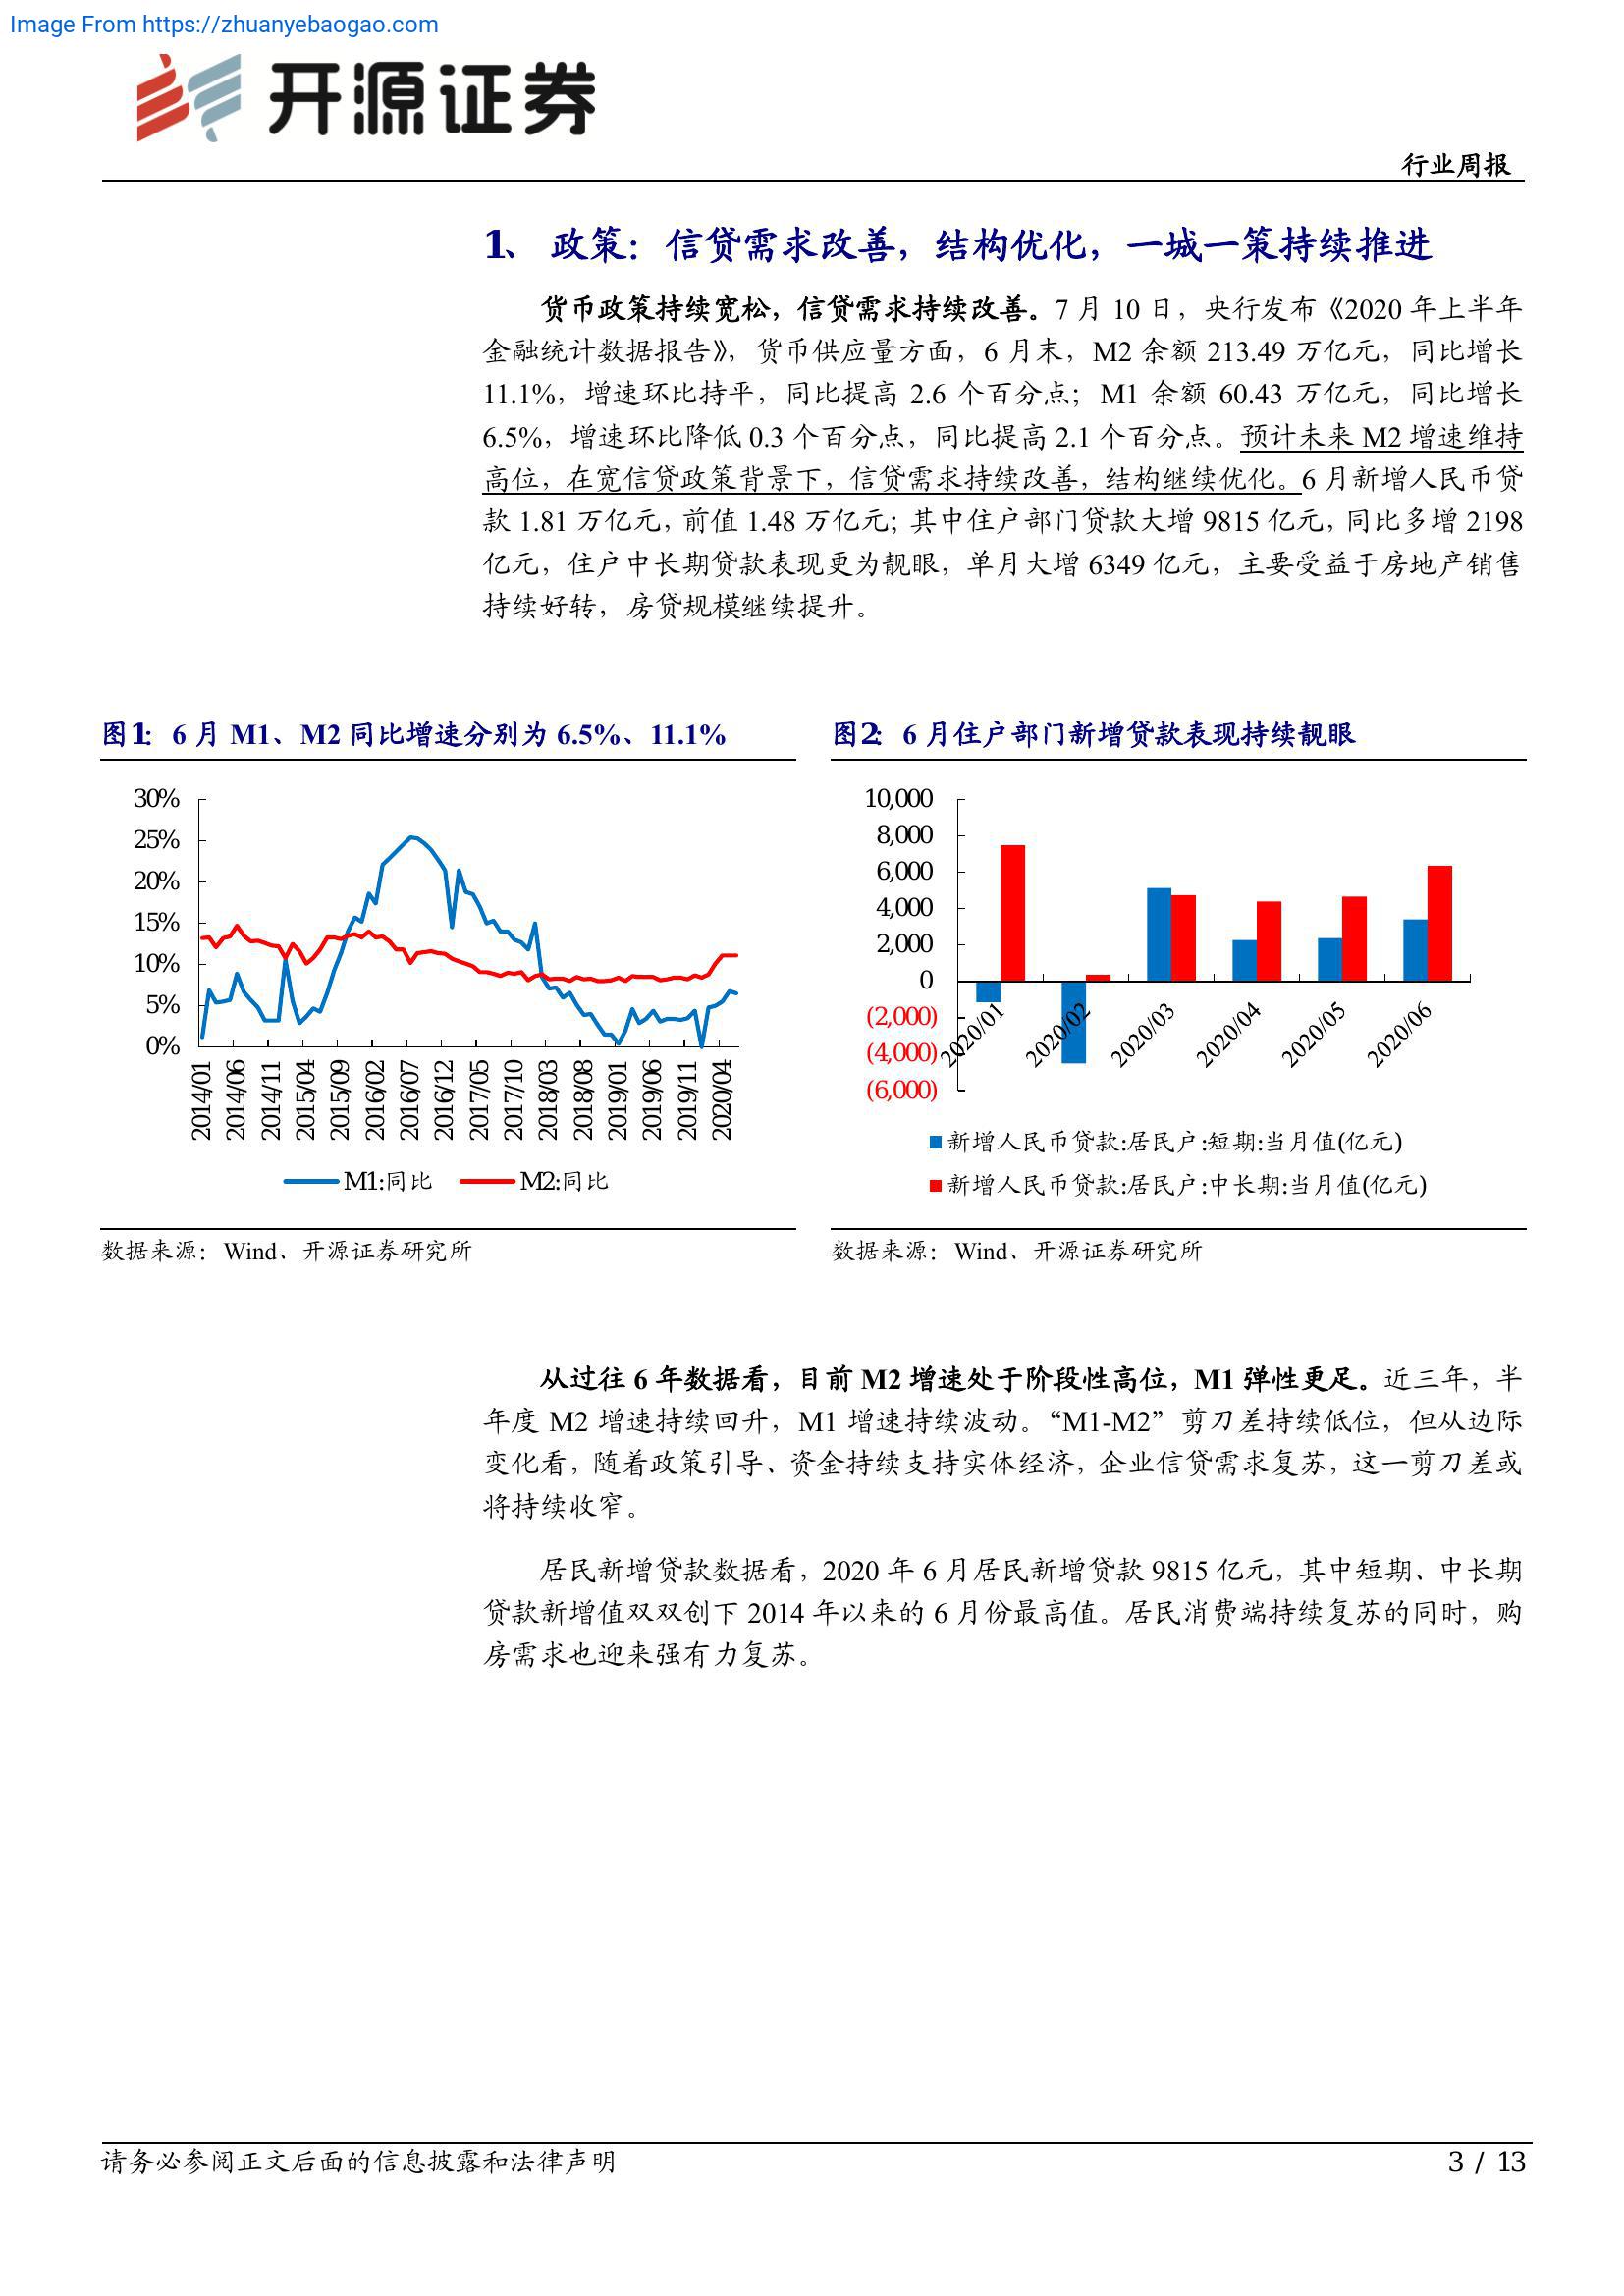 Image From https://zhuanyebaogao.com
开源证券
行业周报
1、 政策：信贷需求改善，结构优化，一城一策持续推进
货币政策持续宽松，信贷需求持续改善。7 月 10 日，央行发布《2020 年上半年
金融统计数据报告》，货币供应量方面，6 月末，M2 余额 213.49 万亿元，同比增长
11.1%，增速环比持平，同比提高 2.6 个百分点；M1 余额 60.43 万亿元，同比增长
6.5%，增速环比降低 0.3 个百分点，同比提高 2.1 个百分点。预计未来 M2 增速维持
高位，在宽信贷政策背景下，信贷需求持续改善，结构继续优化。6 月新增人民币贷
款 1.81 万亿元，前值 1.48 万亿元；其中住户部门贷款大增 9815 亿元，同比多增 2198
亿元，住户中长期贷款表现更为靓眼，单月大增 6349 亿元，主要受益于房地产销售
持续好转，房贷规模继续提升。
图1： 6 月 M1、M2 同比增速分别为 6.5%、11.1%
30%
25%
20%
15%
10%
5%
0%
2014/01
2014/06
2014/11
2015/04
2015/09
2016/02
2016/07
2016/12
2017/05
2017/10
2018/03
2018/08
2019/01
2019/06
2019/11
2020/04
M1:同比
M2:同比
数据来源：Wind、开源证券研究所
图2： 6 月住户部门新增贷款表现持续靓眼
10,000
8,000
6,000
4,000
2,000
0
(2,000)
(4,000)
(6,000)
2020/01
2020/02
2020/03
2020/04
2020/05
2020/06
新增人民币贷款:居民户:短期:当月值(亿元)
新增人民币贷款:居民户:中长期:当月值(亿元)
数据来源：Wind、开源证券研究所
从过往 6 年数据看，目前 M2 增速处于阶段性高位，M1 弹性更足。近三年，半
年度 M2 增速持续回升，M1 增速持续波动。“M1-M2”剪刀差持续低位，但从边际
变化看，随着政策引导、资金持续支持实体经济，企业信贷需求复苏，这一剪刀差或
将持续收窄。
居民新增贷款数据看，2020 年 6 月居民新增贷款 9815 亿元，其中短期、中长期
贷款新增值双双创下 2014 年以来的 6 月份最高值。居民消费端持续复苏的同时，购
房需求也迎来强有力复苏。
请务必参阅正文后面的信息披露和法律声明
3 / 13